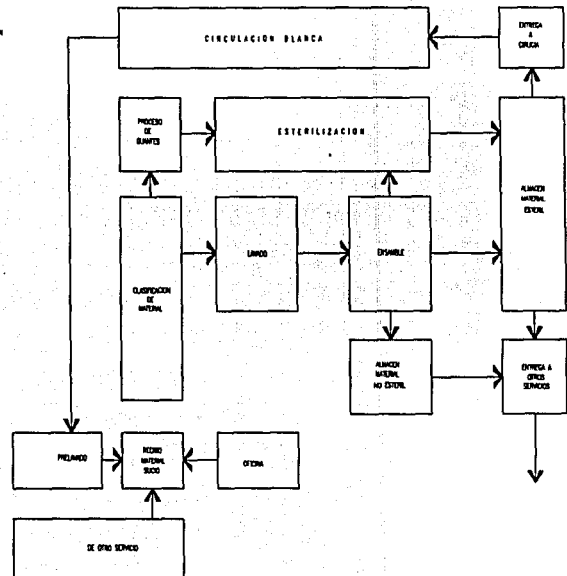 CIRCULACION BLANCA
ENTREGA
A
CIRUGIA
PROCESO
DE
GUANTES
ESTERILIZACION
ALMACEN
MATERIAL
ESTERIL
CLASIFICACION
DE
MATERIAL
LAVADO
ENSAMBLE
ALMACEN
MATERIAL
NO ESTERIL
ENTREGA A
OTROS
SERVICIOS
PRELAVADO
RECIBO
MATERIAL
SUCIO
OFICINA
DE OTRO SERVICIO